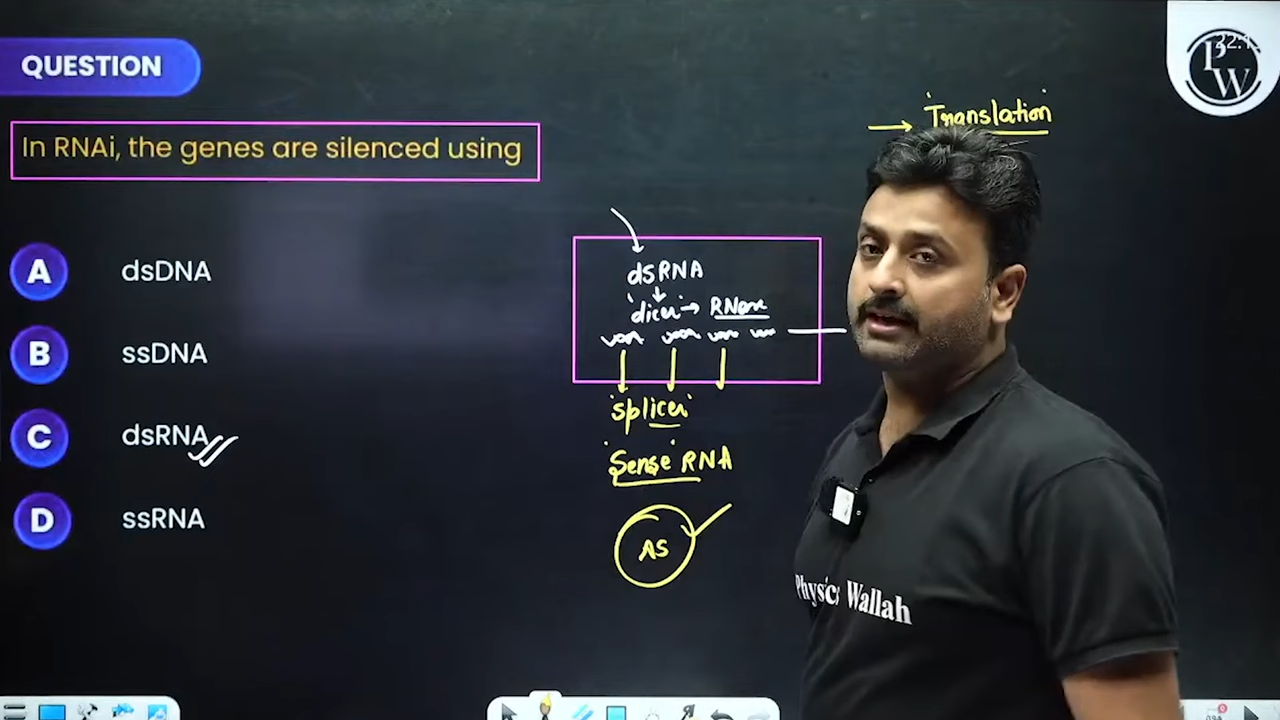 QUESTION
In RNAi, the genes are silenced using
A dsDNA
B ssDNA
C dsRNA
D ssRNA
→ Translation
dsRNA
'dicer' →
'splicer'
'Sense' RNA
AS
Physics Wallah
PW